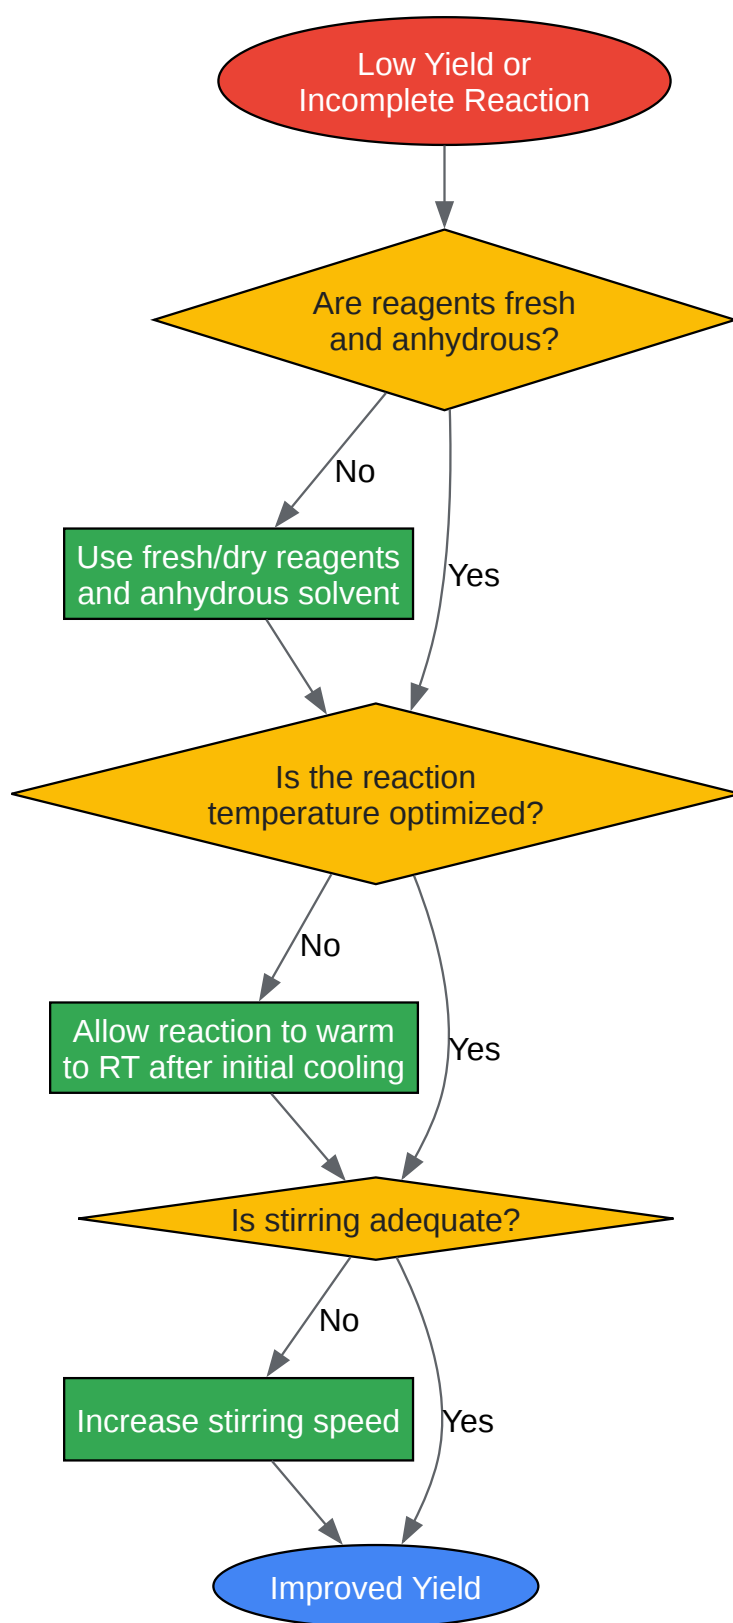 Low Yield or
Incomplete Reaction
Are reagents fresh
and anhydrous?
No
Use fresh/dry reagents
and anhydrous solvent
Yes
Is the reaction
temperature optimized?
No
Allow reaction to warm
to RT after initial cooling
Yes
Is stirring adequate?
No
Increase stirring speed
Yes
Improved Yield